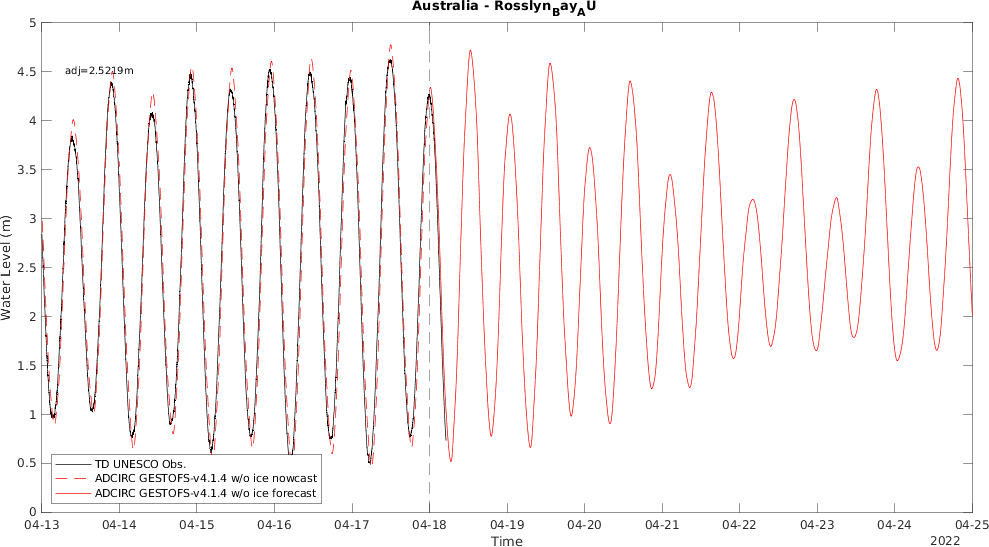 Australia - Rosslyn_Bay_AU
5
4.5
4
3.5
3
2.5
2
1.5
1
0.5
0
Water Level (m)
adj=2.5219m
TD UNESCO Obs.
ADCIRC GESTOFS-v4.1.4 w/o ice nowcast
ADCIRC GESTOFS-v4.1.4 w/o ice forecast
04-13 04-14 04-15 04-16 04-17 04-18 04-19 04-20 04-21 04-22 04-23 04-24 04-25
Time
2022